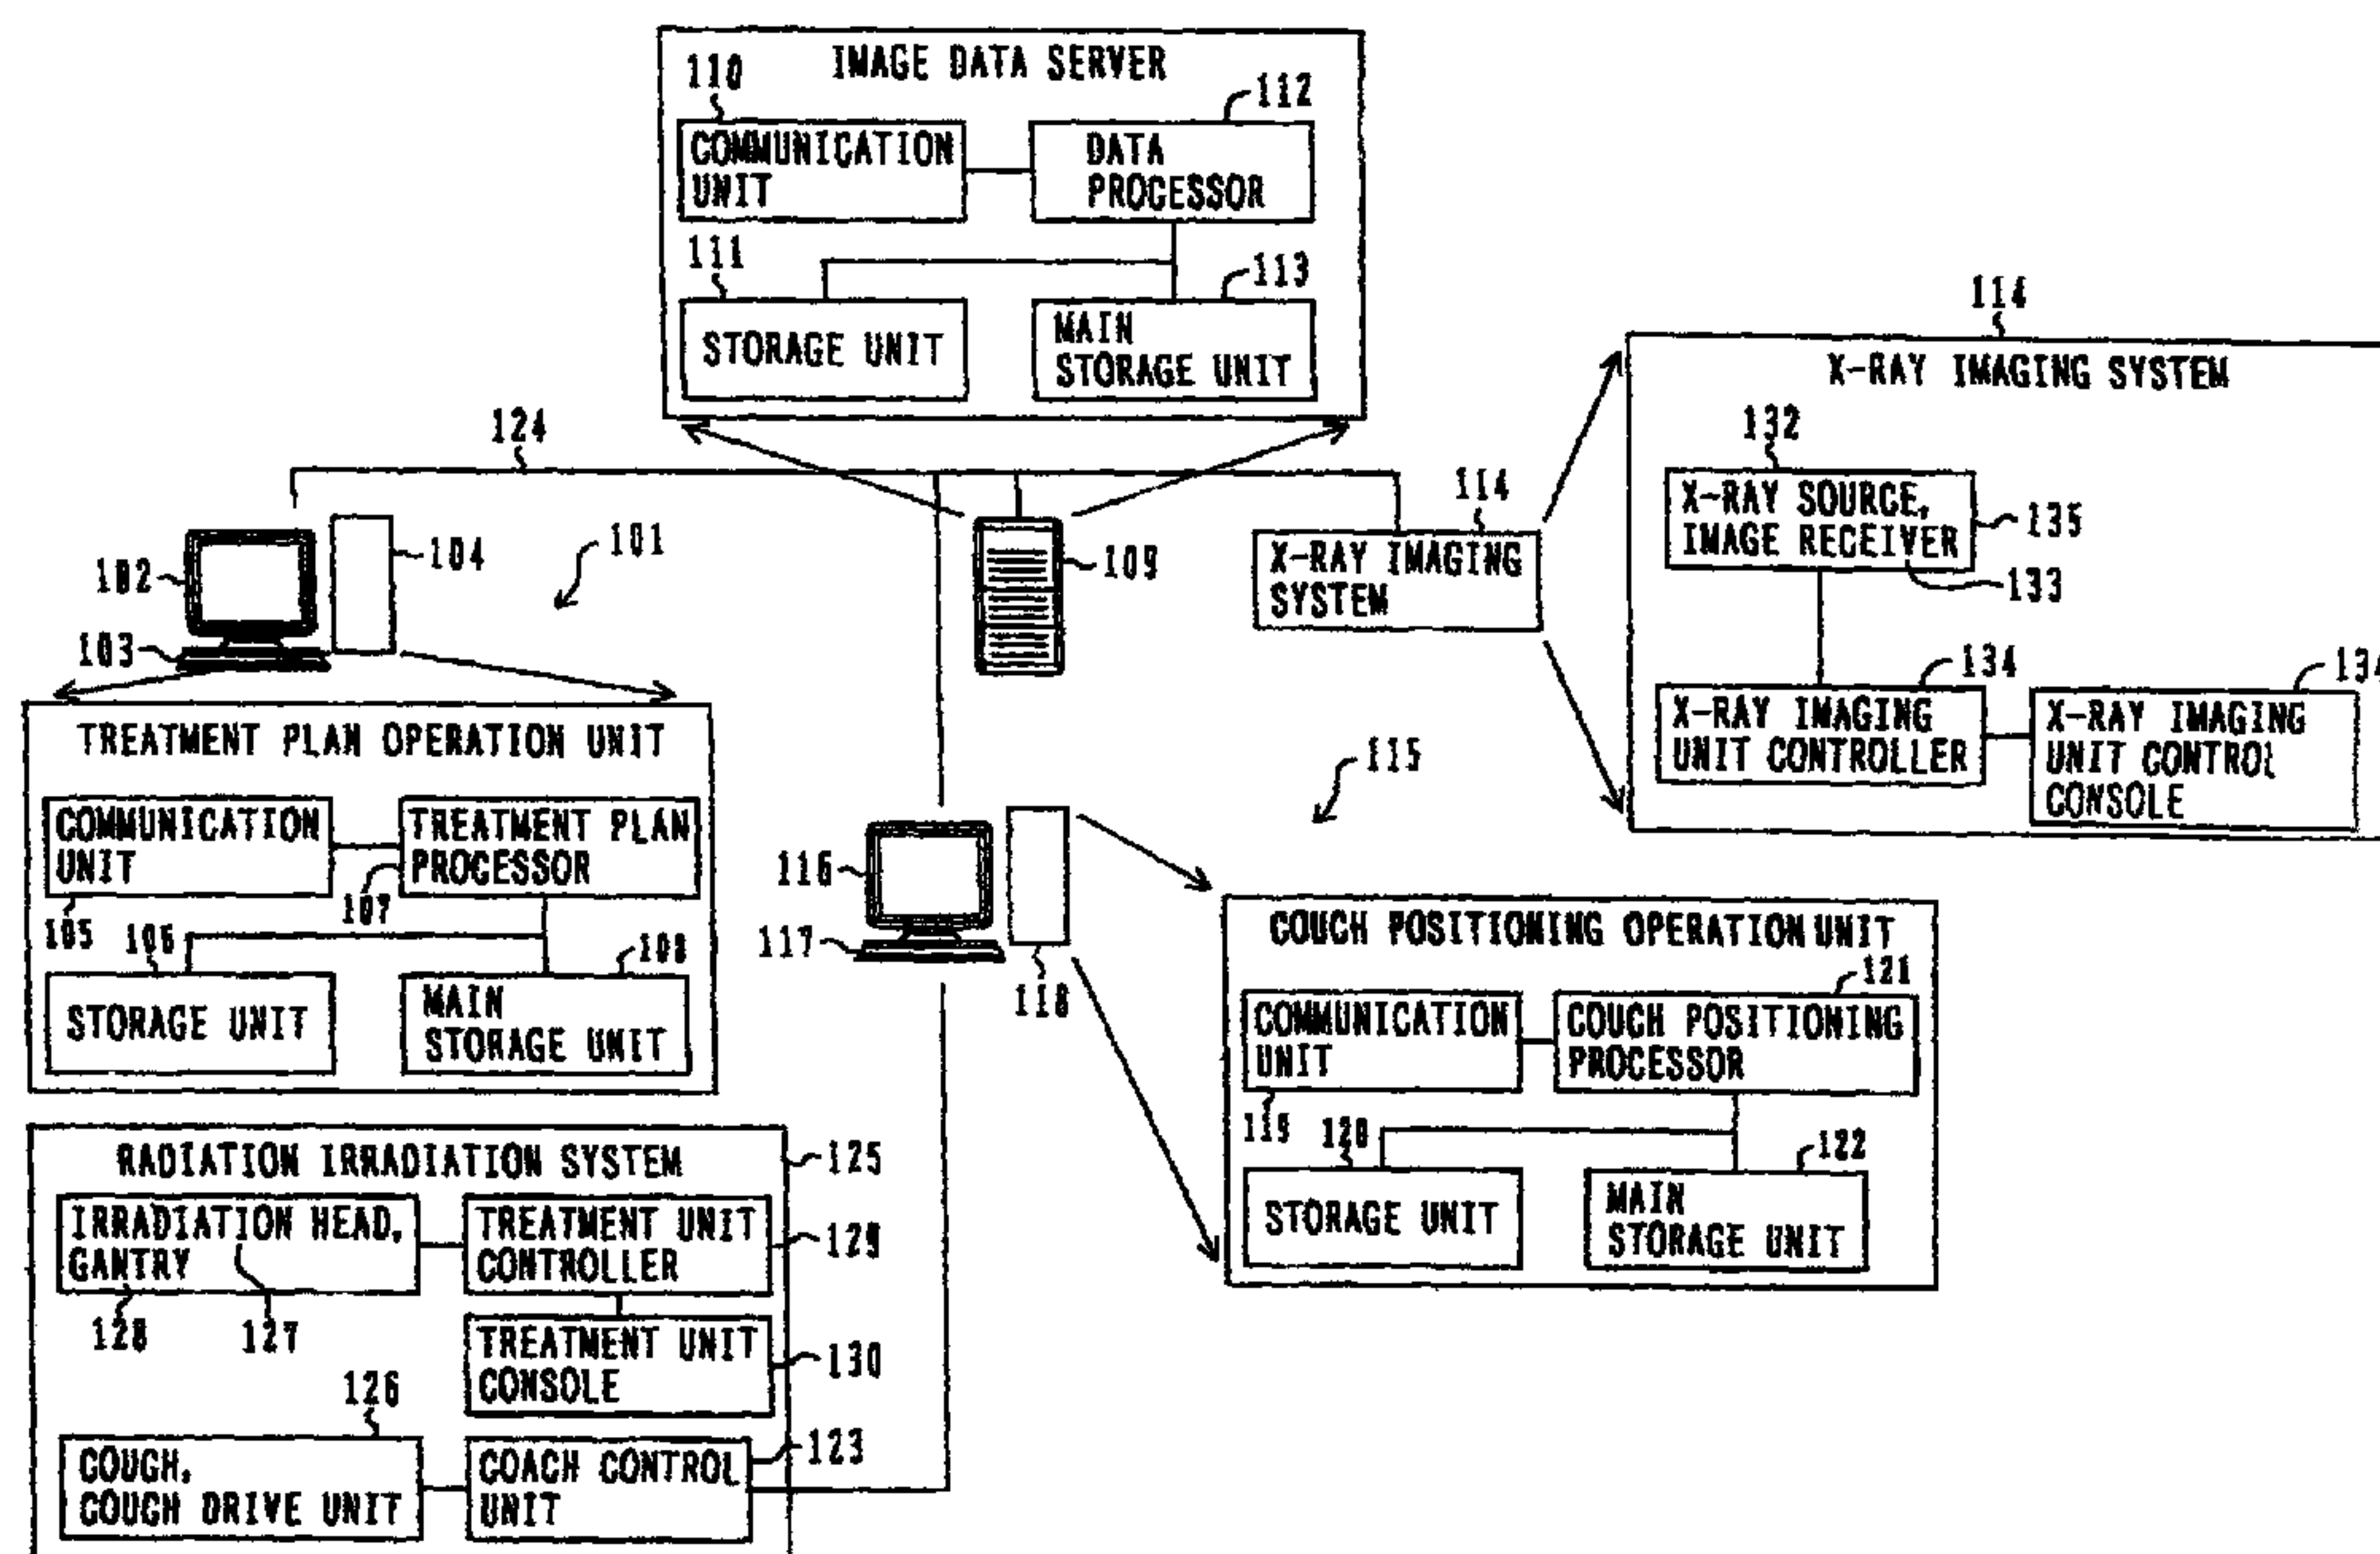 IMAGE DATA SERVER
110
112
COMMUNICATION
UNIT
DATA
PROCESSOR
111
113
STORAGE UNIT
MAIN
STORAGE UNIT
114
X-RAY IMAGING SYSTEM
132
X-RAY SOURCE,
IMAGE RECEIVER
135
133
134
X-RAY IMAGING
UNIT CONTROLLER
134
X-RAY IMAGING
UNIT CONTROL
CONSOLE
124
114
X-RAY IMAGING
SYSTEM
109
101
102
104
103
TREATMENT PLAN OPERATION UNIT
COMMUNICATION
UNIT
TREATMENT PLAN
PROCESSOR
105
107
106
108
STORAGE UNIT
MAIN
STORAGE UNIT
115
116
117
118
COUCH POSITIONING OPERATION UNIT
121
COMMUNICATION
UNIT
COUCH POSITIONING
PROCESSOR
119
120
122
STORAGE UNIT
MAIN
STORAGE UNIT
RADIATION IRRADIATION SYSTEM
125
IRRADIATION HEAD,
GANTRY
TREATMENT UNIT
CONTROLLER
129
128
127
TREATMENT UNIT
CONSOLE
130
126
123
COUGH,
COUCH DRIVE UNIT
COACH CONTROL
UNIT